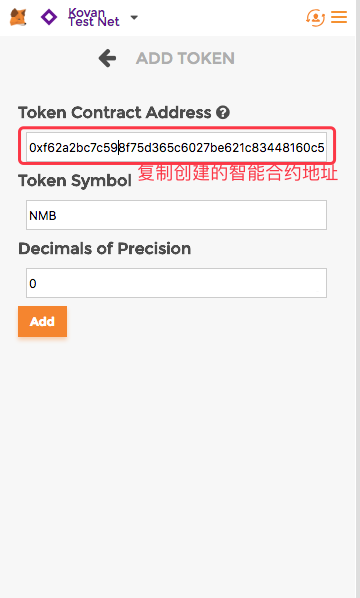 Kovan
Test Net
ADD TOKEN
Token Contract Address
0xf62a2bc7c598f75d365c6027be621c83448160c5
复制创建的智能合约地址
Token Symbol
NMB
Decimals of Precision
0
Add